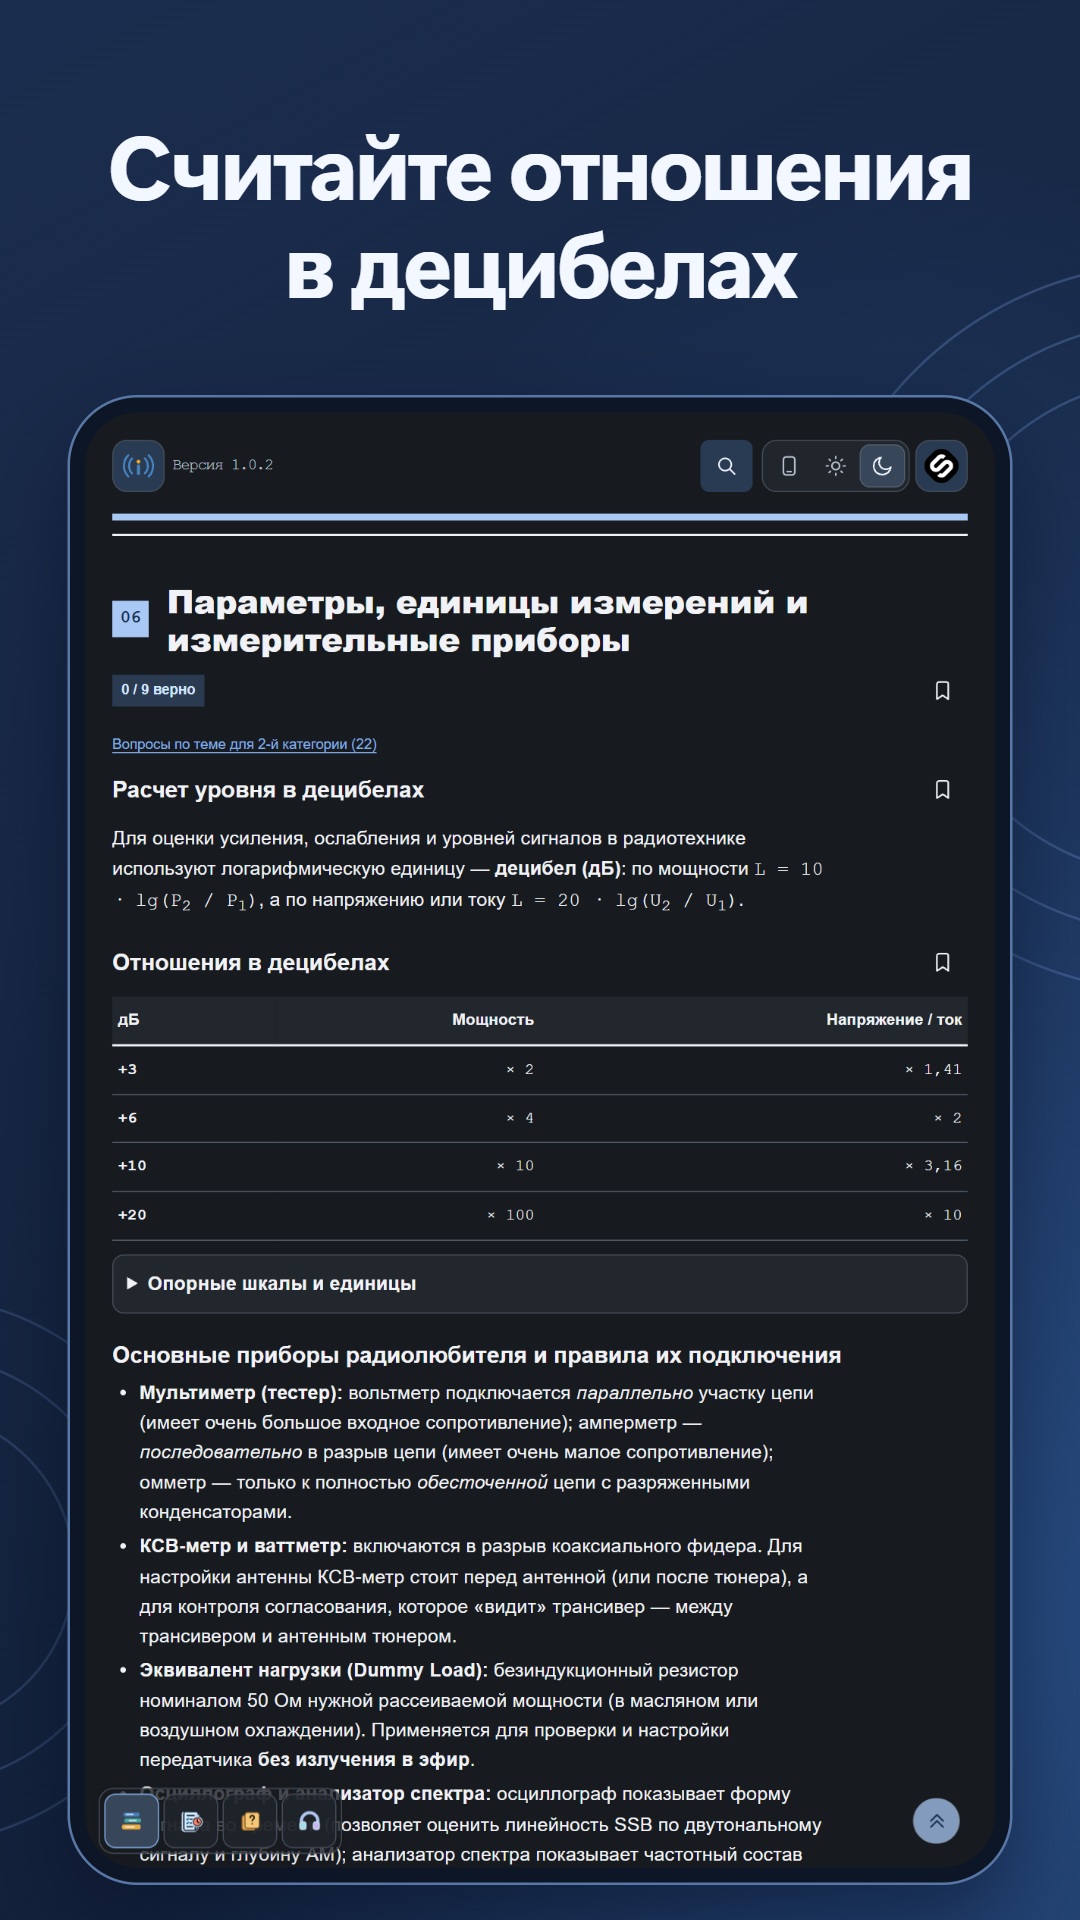 Считайте отношения
в децибелах
Версия 1.0.2
06
Параметры, единицы измерений и
измерительные приборы
0 / 9 верно
Вопросы по теме для 2-й категории (22)
Расчет уровня в децибелах
Для оценки усиления, ослабления и уровней сигналов в радиотехнике
используют логарифмическую единицу — децибел (дБ): по мощности L = 10
· lg(P₂ / P₁), а по напряжению или току L = 20 · lg(U₂ / U₁).
Отношения в децибелах
дБ Мощность Напряжение / ток
+3 × 2 × 1,41
+6 × 4 × 2
+10 × 10 × 3,16
+20 × 100 × 10
▶ Опорные шкалы и единицы
Основные приборы радиолюбителя и правила их подключения
• Мультиметр (тестер): вольтметр подключается параллельно участку цепи
(имеет очень большое входное сопротивление); амперметр —
последовательно в разрыв цепи (имеет очень малое сопротивление);
омметр — только к полностью обесточенной цепи с разряженными
конденсаторами.
• КСВ-метр и ваттметр: включаются в разрыв коаксиального фидера. Для
настройки антенны КСВ-метр стоит перед антенной (или после тюнера), а
для контроля согласования, которое «видит» трансивер — между
трансивером и антенным тюнером.
• Эквивалент нагрузки (Dummy Load): безиндукционный резистор
номиналом 50 Ом нужной рассеиваемой мощности (в масляном или
воздушном охлаждении). Применяется для проверки и настройки
передатчика без излучения в эфир.
• Осциллограф и анализатор спектра: осциллограф показывает форму
(позволяет оценить линейность SSB по двутональному
сигналу и глубину АМ); анализатор спектра показывает частотный состав